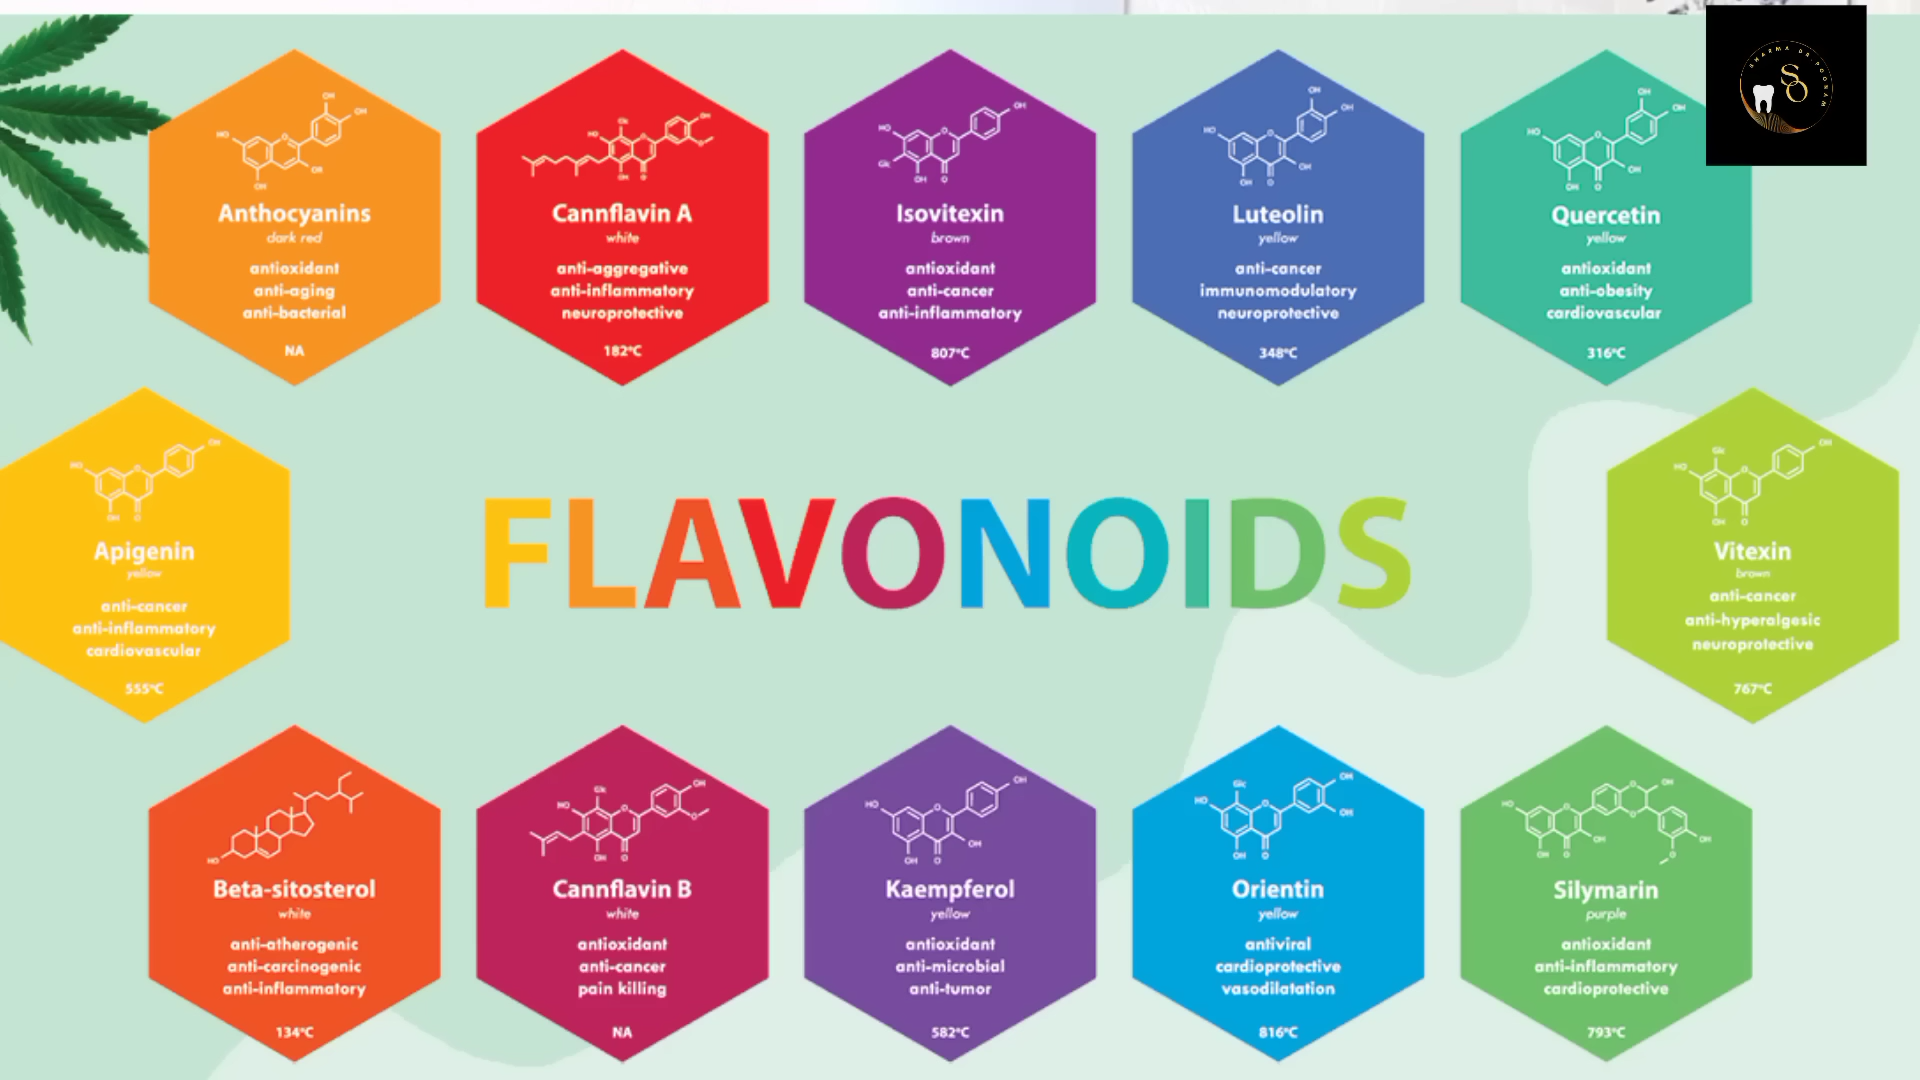 Anthocyanins
dark red
antioxidant
anti-aging
anti-bacterial
NA
Cannflavin A
white
anti-aggregative
anti-inflammatory
neuroprotective
182°C
Isovitexin
brown
antioxidant
anti-cancer
anti-inflammatory
807°C
Luteolin
yellow
anti-cancer
immunomodulatory
neuroprotective
348°C
Quercetin
yellow
antioxidant
anti-obesity
cardiovascular
316°C
SHARMA DR. POONAM
SO
Apigenin
yellow
anti-cancer
anti-inflammatory
cardiovascular
555°C
FLAVONOIDS
Vitexin
brown
anti-cancer
anti-hyperalgesic
neuroprotective
767°C
Beta-sitosterol
white
anti-atherogenic
anti-carcinogenic
anti-inflammatory
134°C
Cannflavin B
white
antioxidant
anti-cancer
pain killing
NA
Kaempferol
yellow
antioxidant
anti-microbial
anti-tumor
582°C
Orientin
yellow
antiviral
cardioprotective
vasodilatation
816°C
Silymarin
purple
antioxidant
anti-inflammatory
cardioprotective
793°C